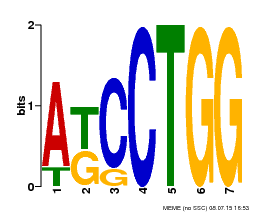 2
bits
1
0
A T C C T G G
T G G
1 2 3 4 5 6 7
MEME (no SSC) 08.07.15 16:53